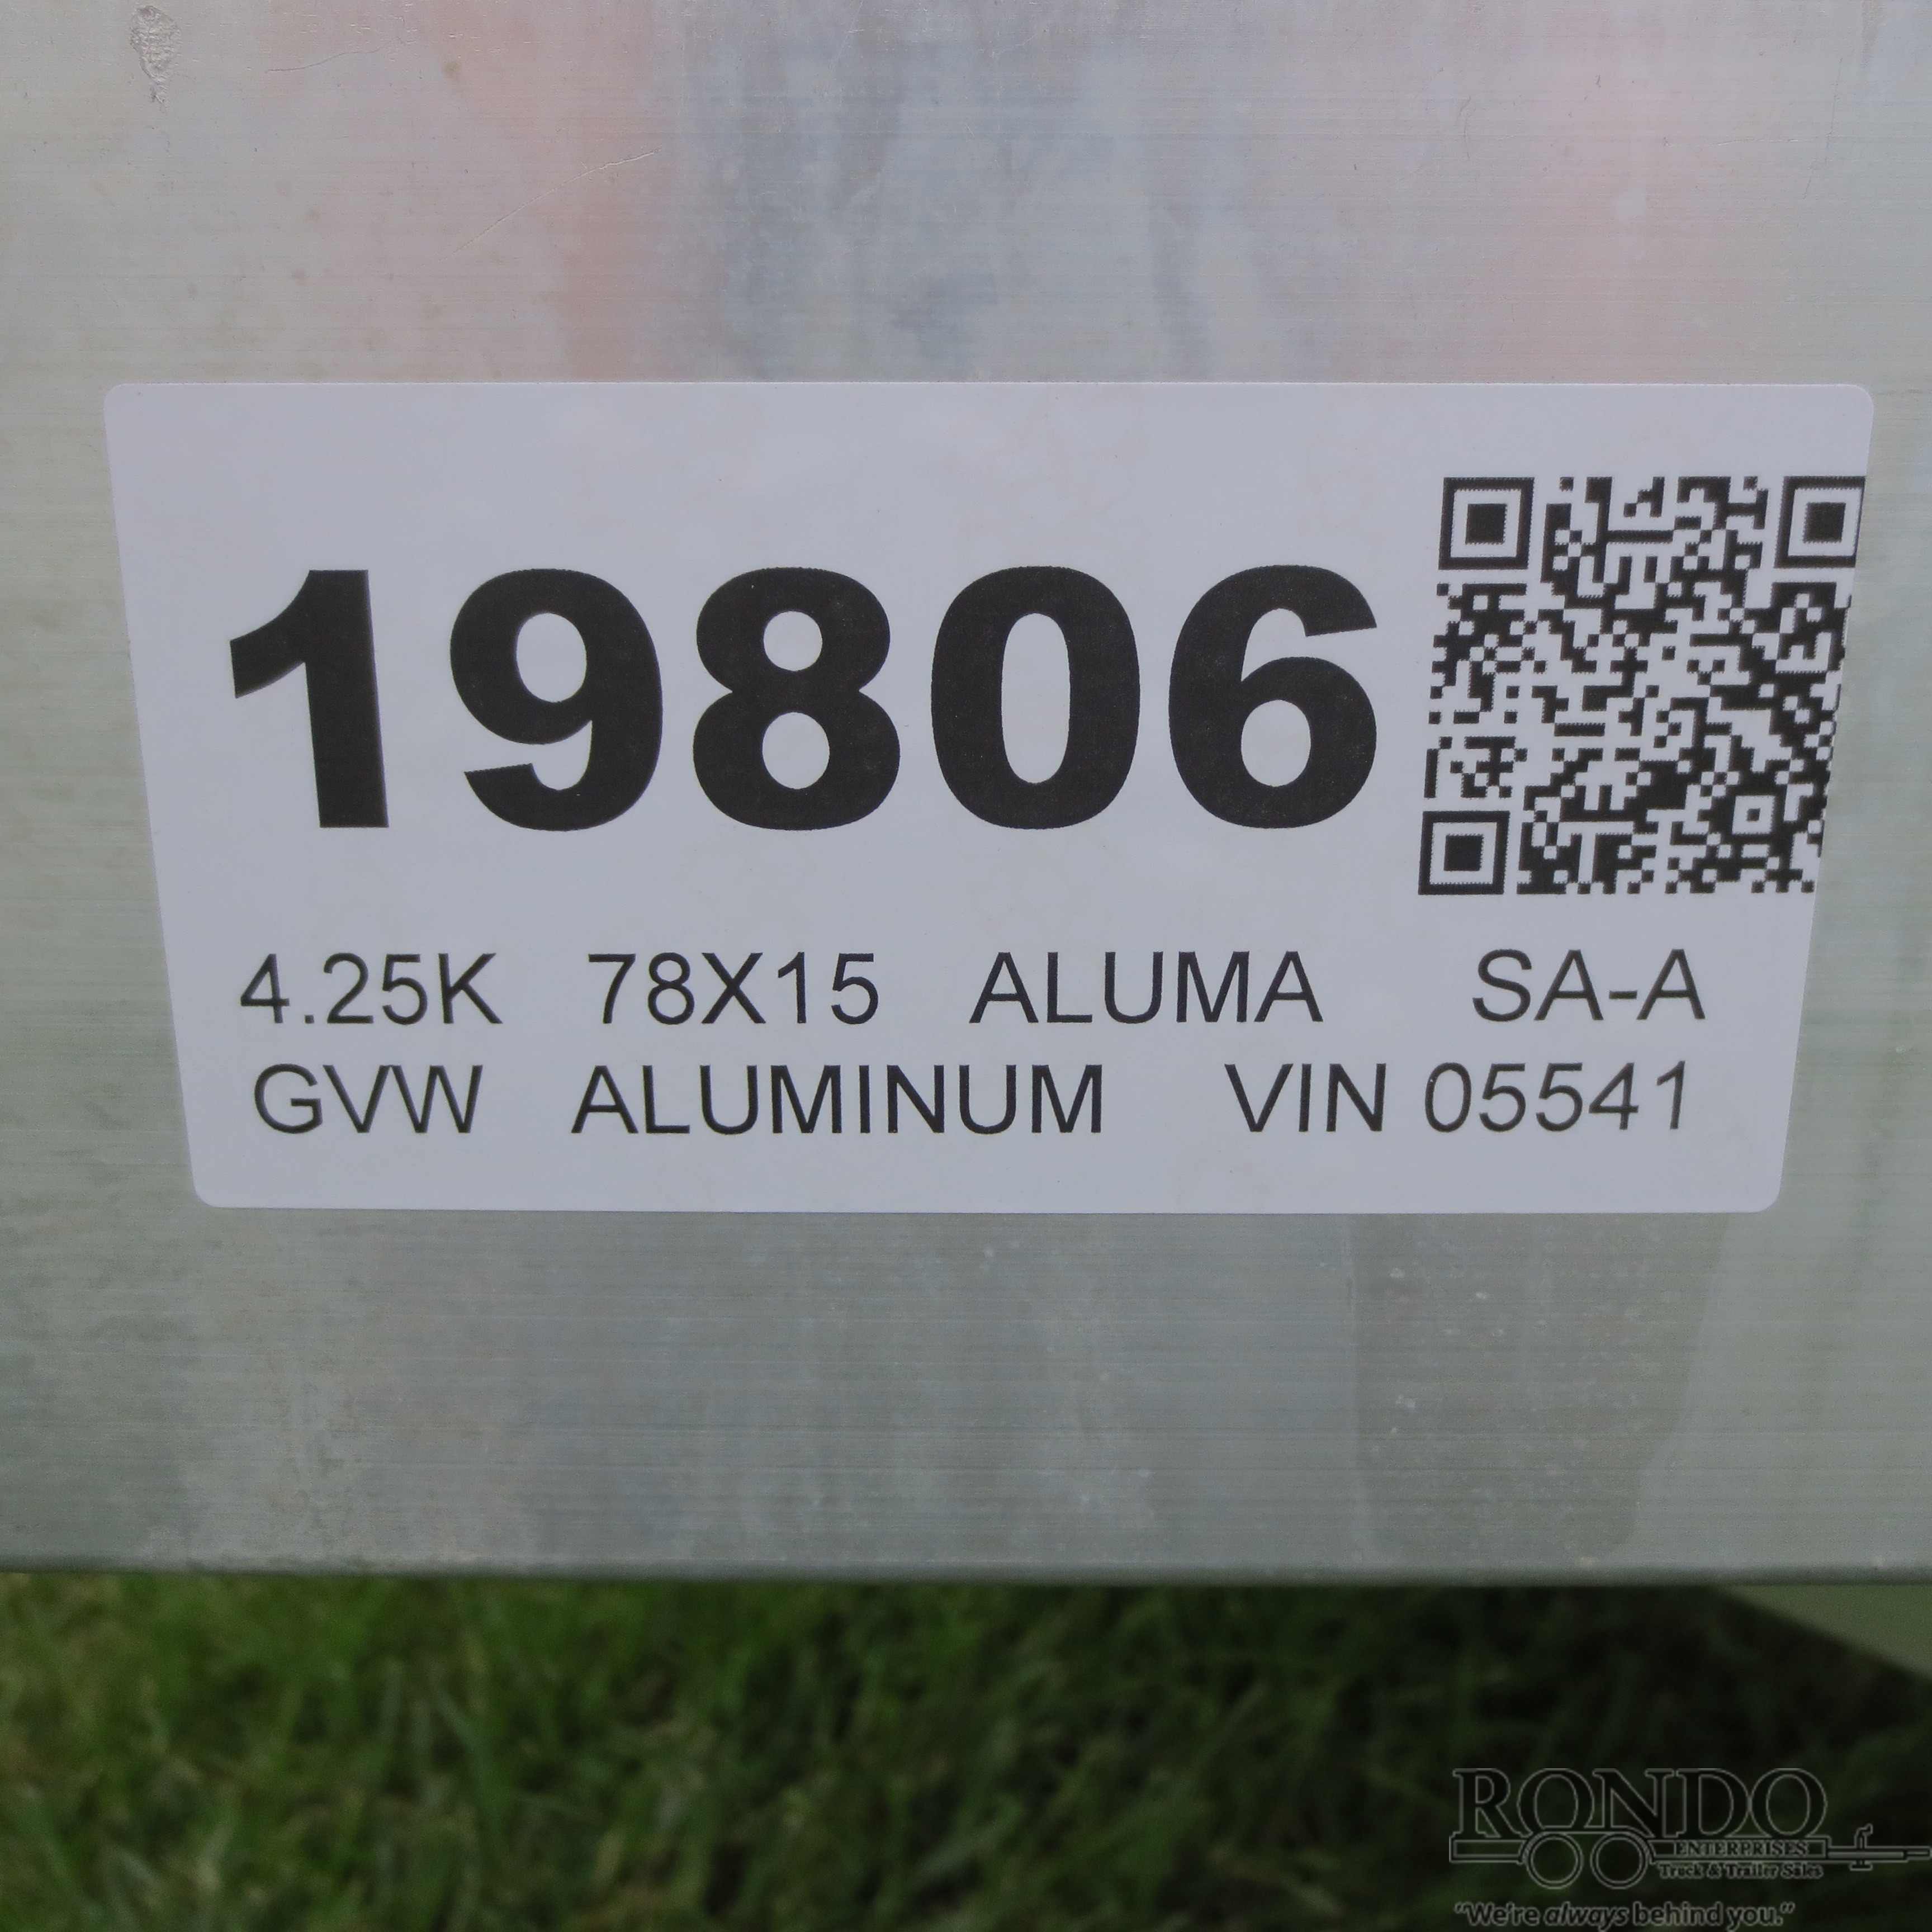 19806
4.25K 78X15 ALUMA SA-A
GVW ALUMINUM VIN 05541
RONDO
ENTERPRISES
Truck & Trailer Sales
"We're always behind you."